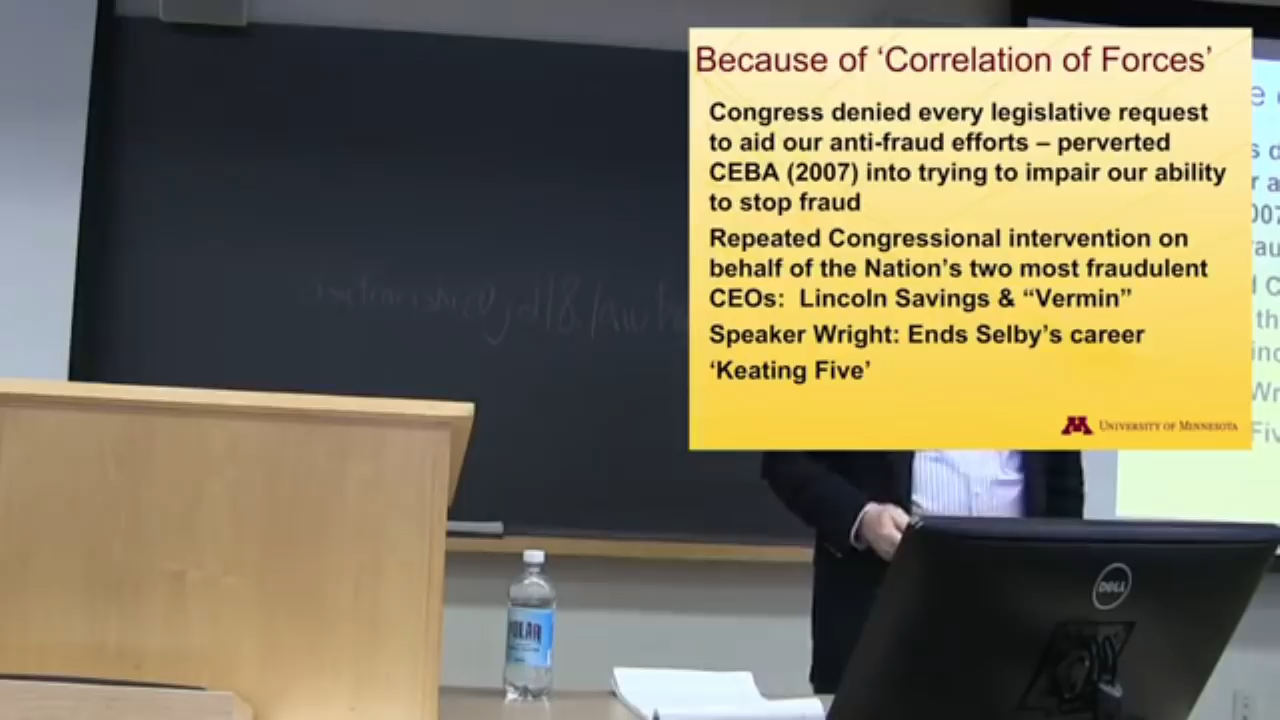 Because of ‘Correlation of Forces’
Congress denied every legislative request
to aid our anti-fraud efforts – perverted
CEBA (2007) into trying to impair our ability
to stop fraud
Repeated Congressional intervention on
behalf of the Nation’s two most fraudulent
CEOs: Lincoln Savings & “Vermin”
Speaker Wright: Ends Selby’s career
‘Keating Five’
UNIVERSITY OF MINNESOTA
DELL
POLAR